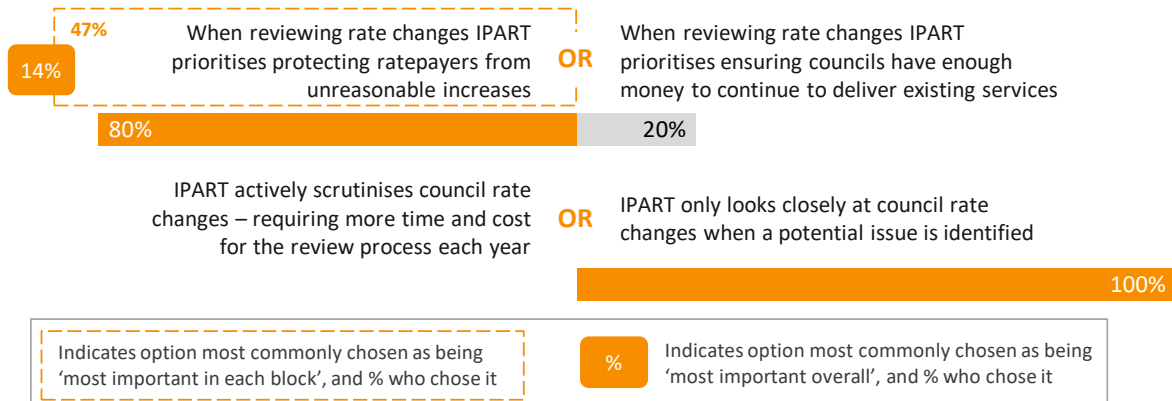 47%
14%
When reviewing rate changes IPART
prioritises protecting ratepayers from
unreasonable increases
OR
When reviewing rate changes IPART
prioritises ensuring councils have enough
money to continue to deliver existing services
80%
20%
IPART actively scrutinises council rate
changes – requiring more time and cost
for the review process each year
OR
IPART only looks closely at council rate
changes when a potential issue is identified
100%
Indicates option most commonly chosen as being
‘most important in each block’, and % who chose it
%
Indicates option most commonly chosen as being
‘most important overall’, and % who chose it